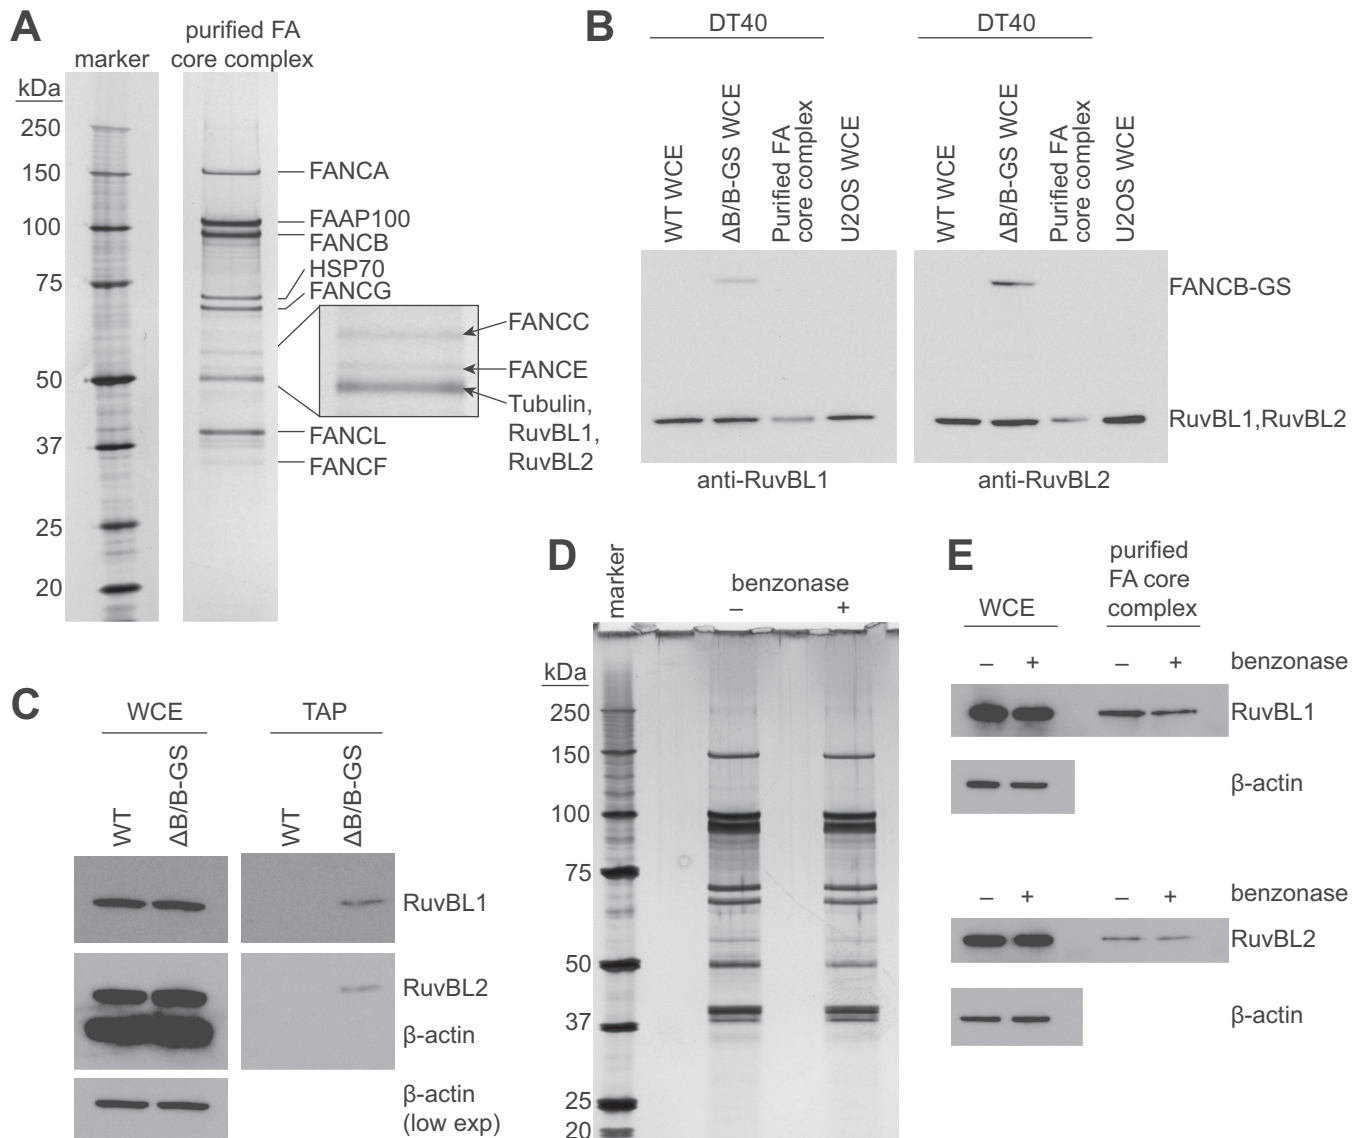 A
purified FA
core complex
marker
kDa
250
150
100
75
50
37
25
20
FANCA
FAAP100
FANCB
HSP70
FANCG
FANCC
FANCE
Tubulin,
RuvBL1,
RuvBL2
FANCL
FANCF
B
DT40
DT40
WT WCE
ΔB/B-GS WCE
Purified FA
core complex
U2OS WCE
WT WCE
ΔB/B-GS WCE
Purified FA
core complex
U2OS WCE
FANCB-GS
RuvBL1,RuvBL2
anti-RuvBL1
anti-RuvBL2
C
WCE
TAP
WT
ΔB/B-GS
WT
ΔB/B-GS
RuvBL1
RuvBL2
β-actin
β-actin
(low exp)
D
marker
benzonase
– +
kDa
250
150
100
75
50
37
25
20
E
purified
FA core
complex
WCE
– + – + benzonase
RuvBL1
β-actin
– + – + benzonase
RuvBL2
β-actin